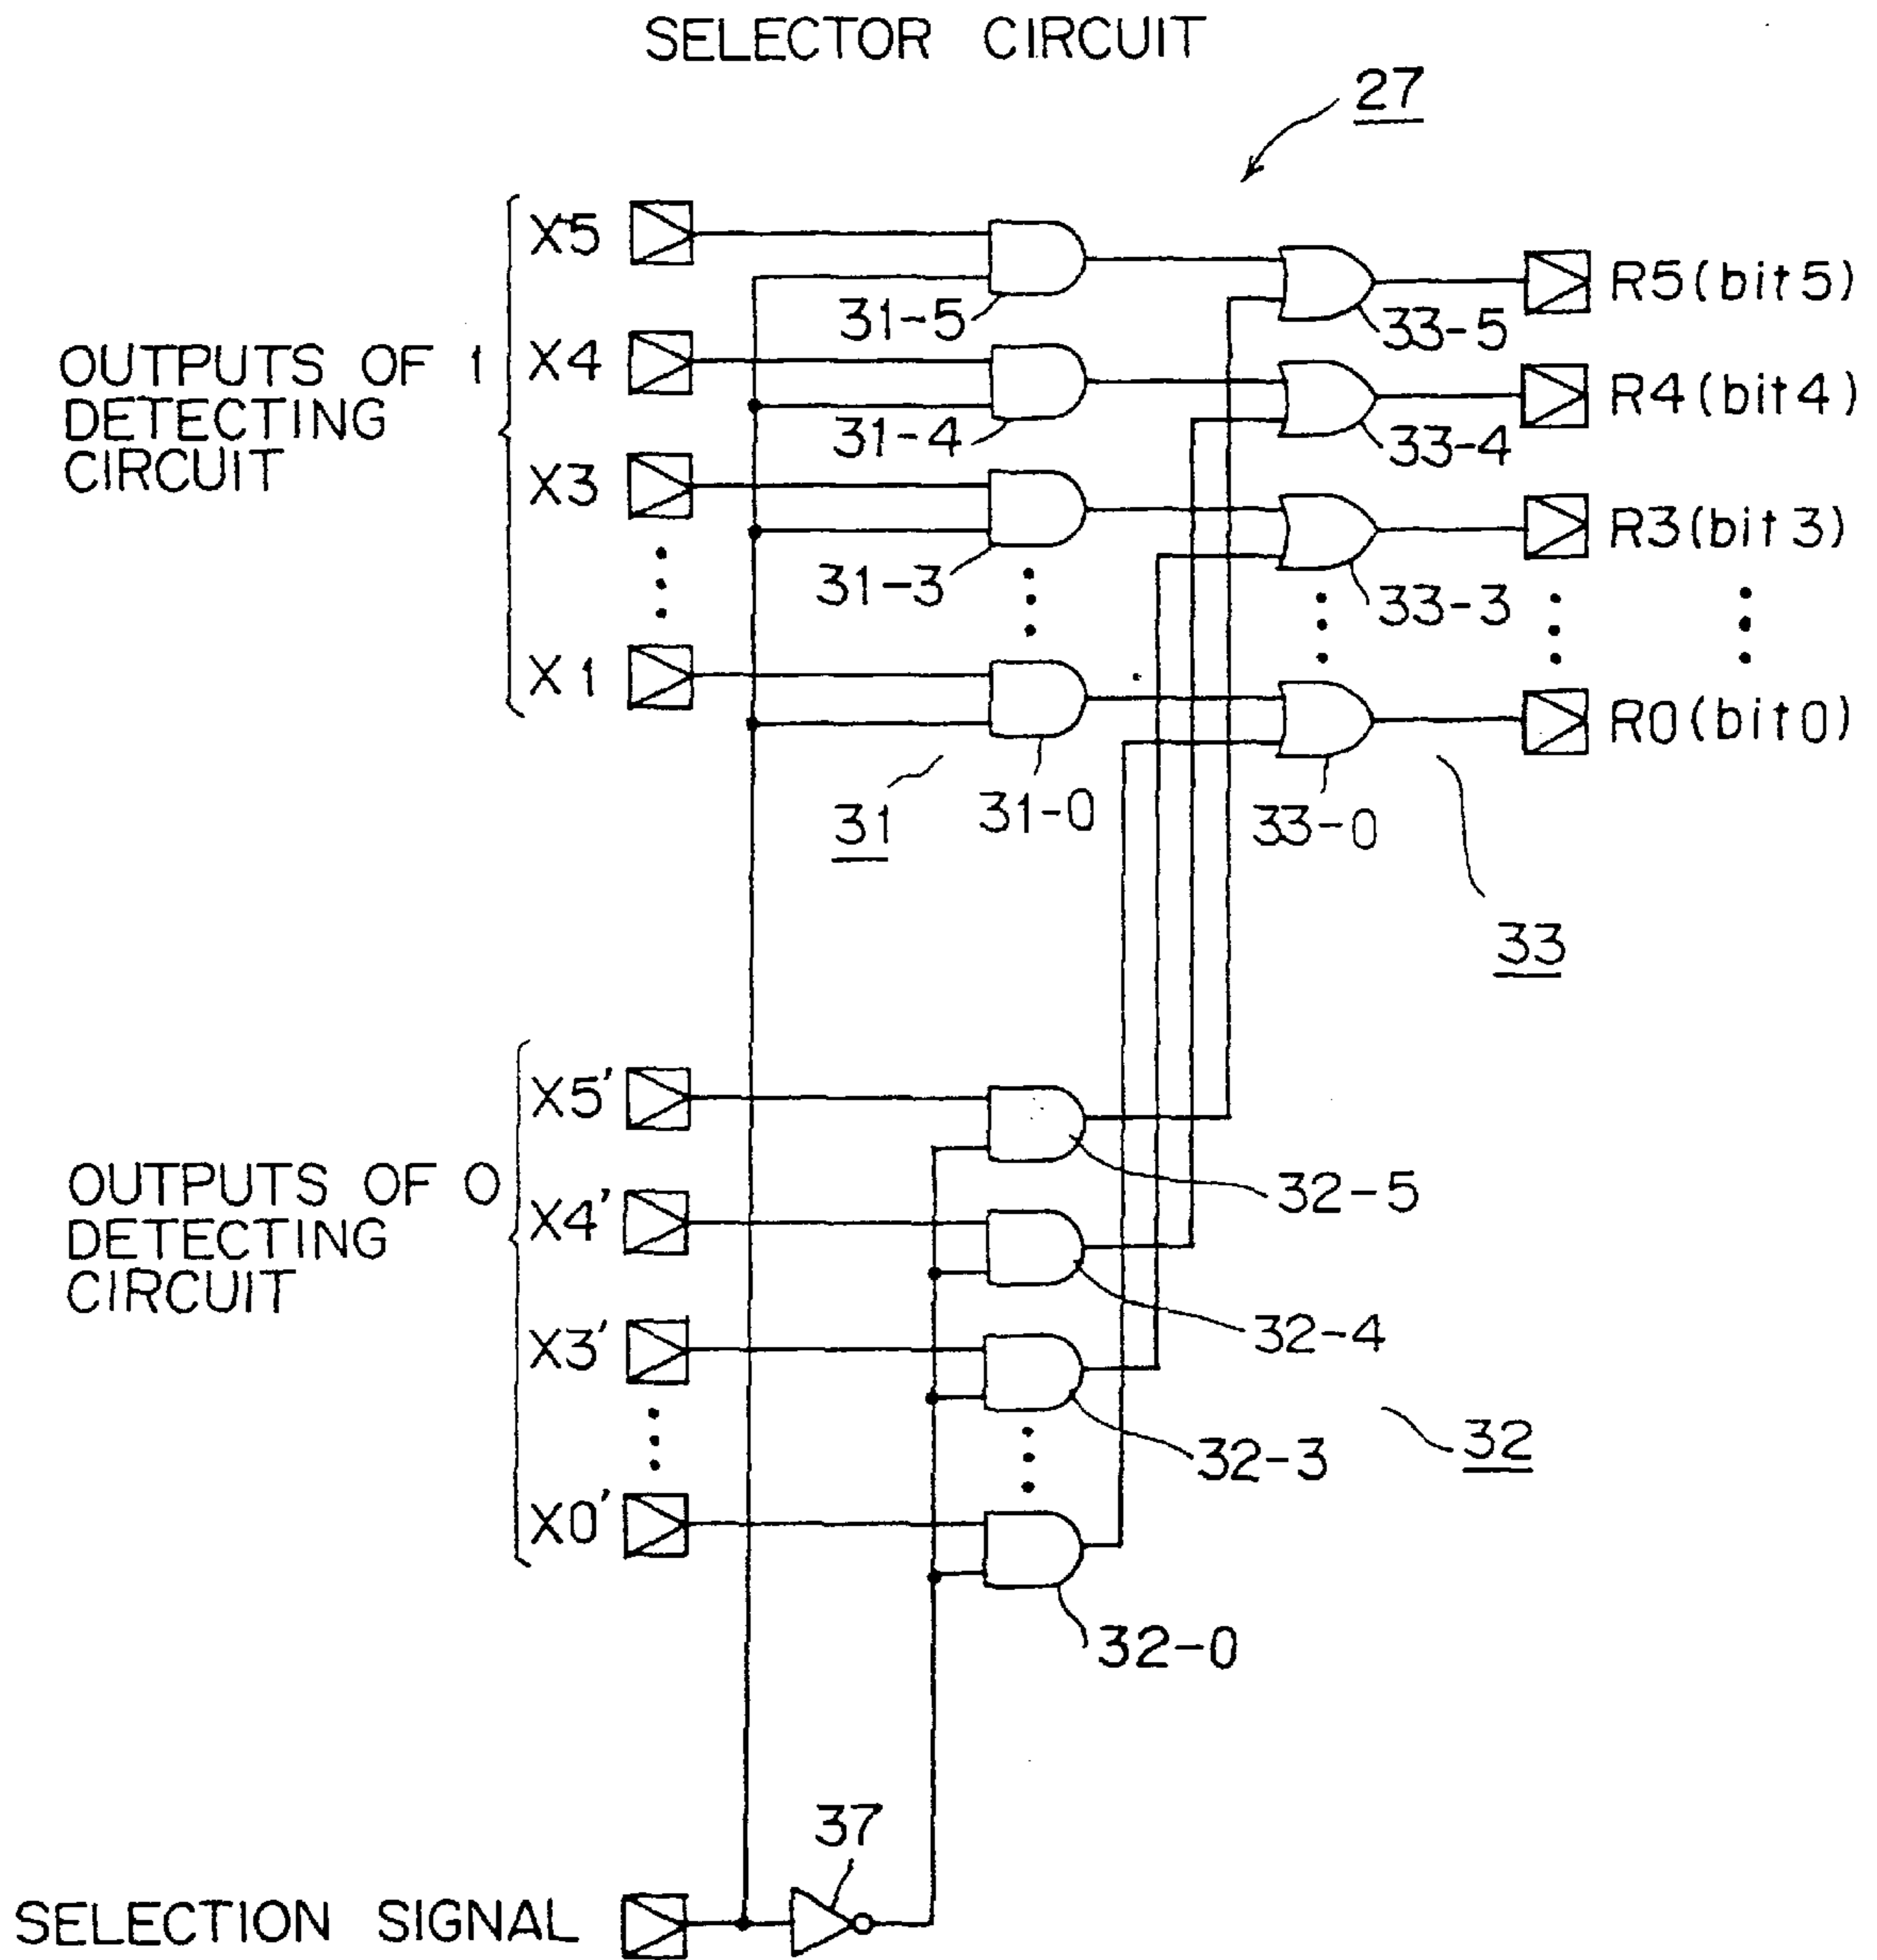 SELECTOR CIRCUIT
27
X5
31-5
33-5
R5(bit5)
OUTPUTS OF 1
DETECTING
CIRCUIT
X4
31-4
33-4
R4(bit4)
X3
31-3
33-3
R3(bit3)
X1
31
31-0
33-0
R0(bit0)
33
X5'
32-5
OUTPUTS OF 0
DETECTING
CIRCUIT
X4'
32-4
X3'
32-3
32
X0'
32-0
37
SELECTION SIGNAL